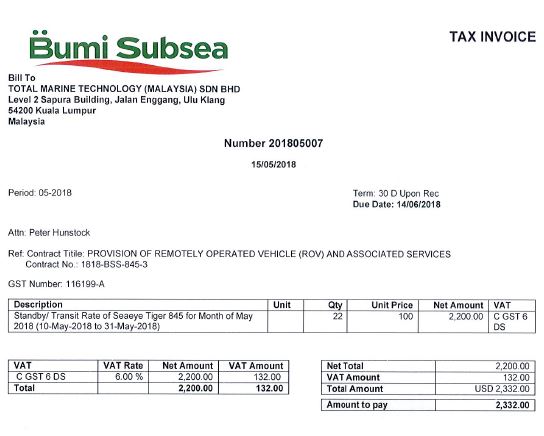 Bumi Subsea
TAX INVOICE
Bill To
TOTAL MARINE TECHNOLOGY (MALAYSIA) SDN BHD
Level 2 Sapura Building, Jalan Enggang, Ulu Klang
54200 Kuala Lumpur
Malaysia
Number 201805007
15/05/2018
Period: 05-2018
Term: 30 D Upon Rec
Due Date: 14/06/2018
Attn: Peter Hunstock
Ref: Contract Titile: PROVISION OF REMOTELY OPERATED VEHICLE (ROV) AND ASSOCIATED SERVICES
Contract No.: 1818-BSS-845-3
GST Number: 116199-A
Description Unit Qty Unit Price Net Amount VAT
Standby/ Transit Rate of Seaeye Tiger 845 for Month of May 22 100 2,200.00 C GST 6
2018 (10-May-2018 to 31-May-2018) DS
VAT VAT Rate Net Amount VAT Amount
C GST 6 DS 6.00 % 2,200.00 132.00
Total 2,200.00 132.00
Net Total 2,200.00
VAT Amount 132.00
Total Amount USD 2,332.00
Amount to pay 2,332.00